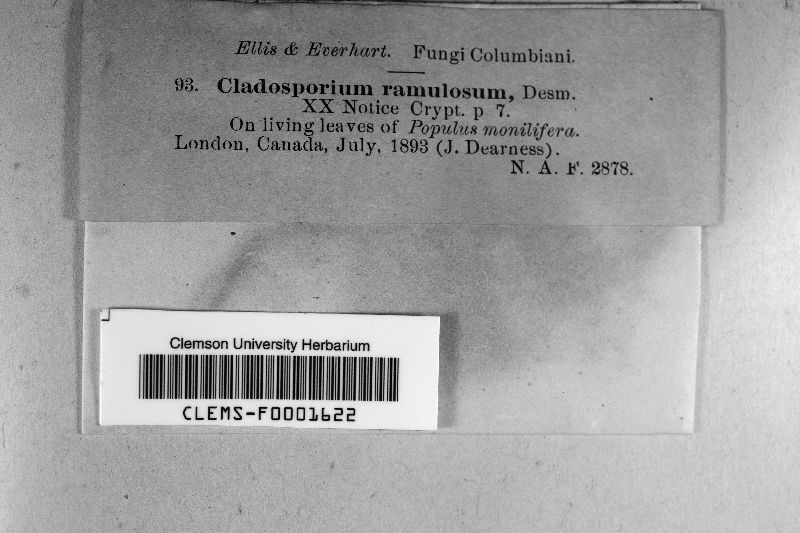 Ellis & Everhart. Fungi Columbiani.
93. Cladosporium ramulosum, Desm.
XX Notice Crypt. p 7.
On living leaves of Populus monilifera.
London, Canada, July, 1893 (J. Dearness).
N. A. F. 2878.
Clemson University Herbarium
CLEMS-F0001622